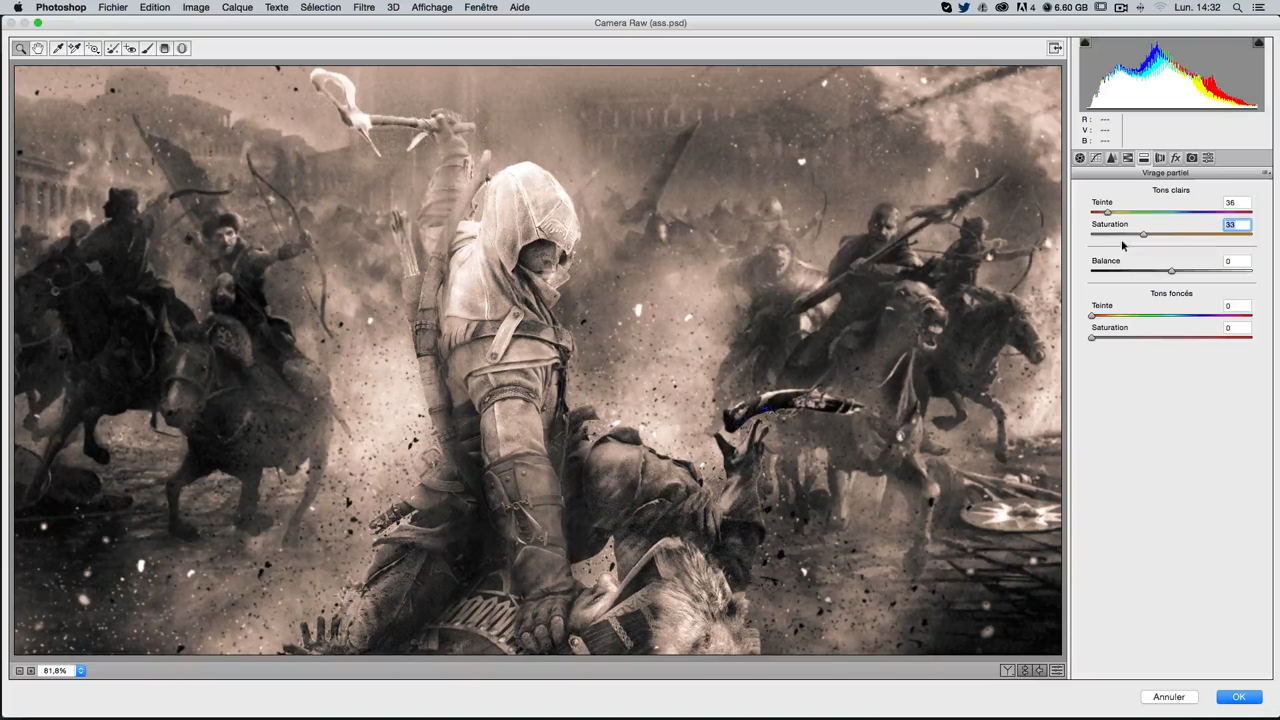 Photoshop Fichier Edition Image Calque Texte Sélection Filtre 3D Affichage Fenêtre Aide 4 6.60 GB Lun. 14:32
Camera Raw (ass.psd)
R : ---
V : ---
B : ---
Virage partiel
Tons clairs
Teinte 36
Saturation 33
Balance 0
Tons foncés
Teinte 0
Saturation 0
81,8% Y
Annuler OK